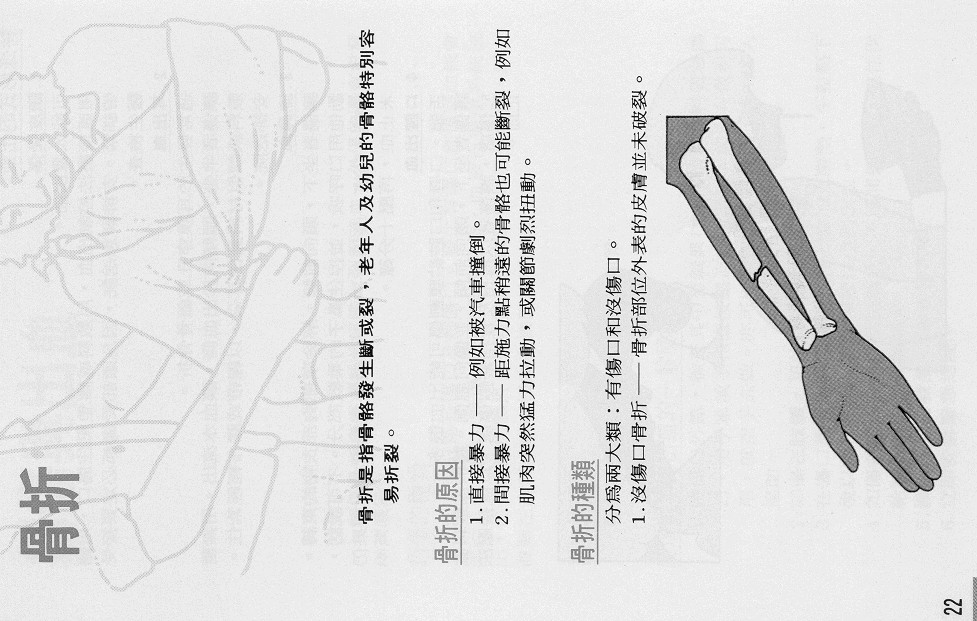 骨折
骨折是指骨骼發生斷或裂，老年人及幼兒的骨骼特別容
易折裂。
骨折的原因
1.直接暴力 —— 例如被汽車撞倒。
2.間接暴力 —— 距施力點稍遠的骨骼也可能斷裂，例如
肌肉突然猛力拉動，或關節劇烈扭動。
骨折的種類
分爲兩大類：有傷口和沒傷口。
1.沒傷口骨折 —— 骨折部位外表的皮膚並未破裂。
22